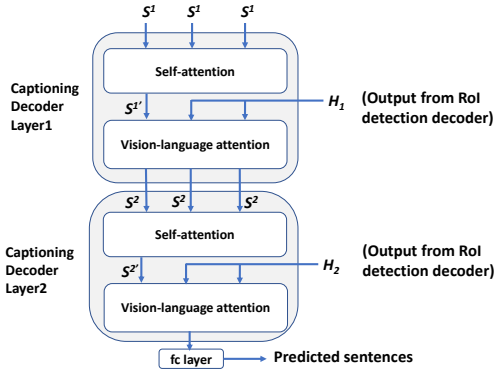 S¹ S¹ S¹
Self-attention
Captioning
Decoder
Layer1
S¹′
H₁
(Output from RoI
detection decoder)
Vision-language attention
S² S² S²
Self-attention
Captioning
Decoder
Layer2
S²′
H₂
(Output from RoI
detection decoder)
Vision-language attention
fc layer
Predicted sentences